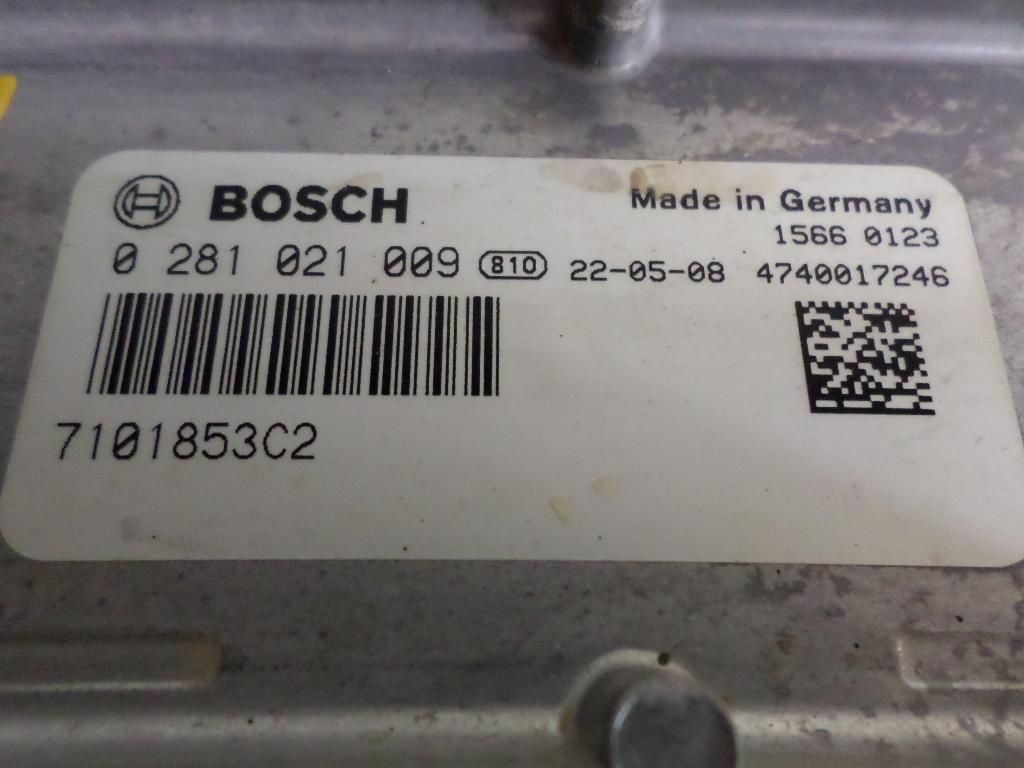 BOSCH
Made in Germany
1566 0123
0 281 021 009 810 22-05-08 4740017246
7101853C2